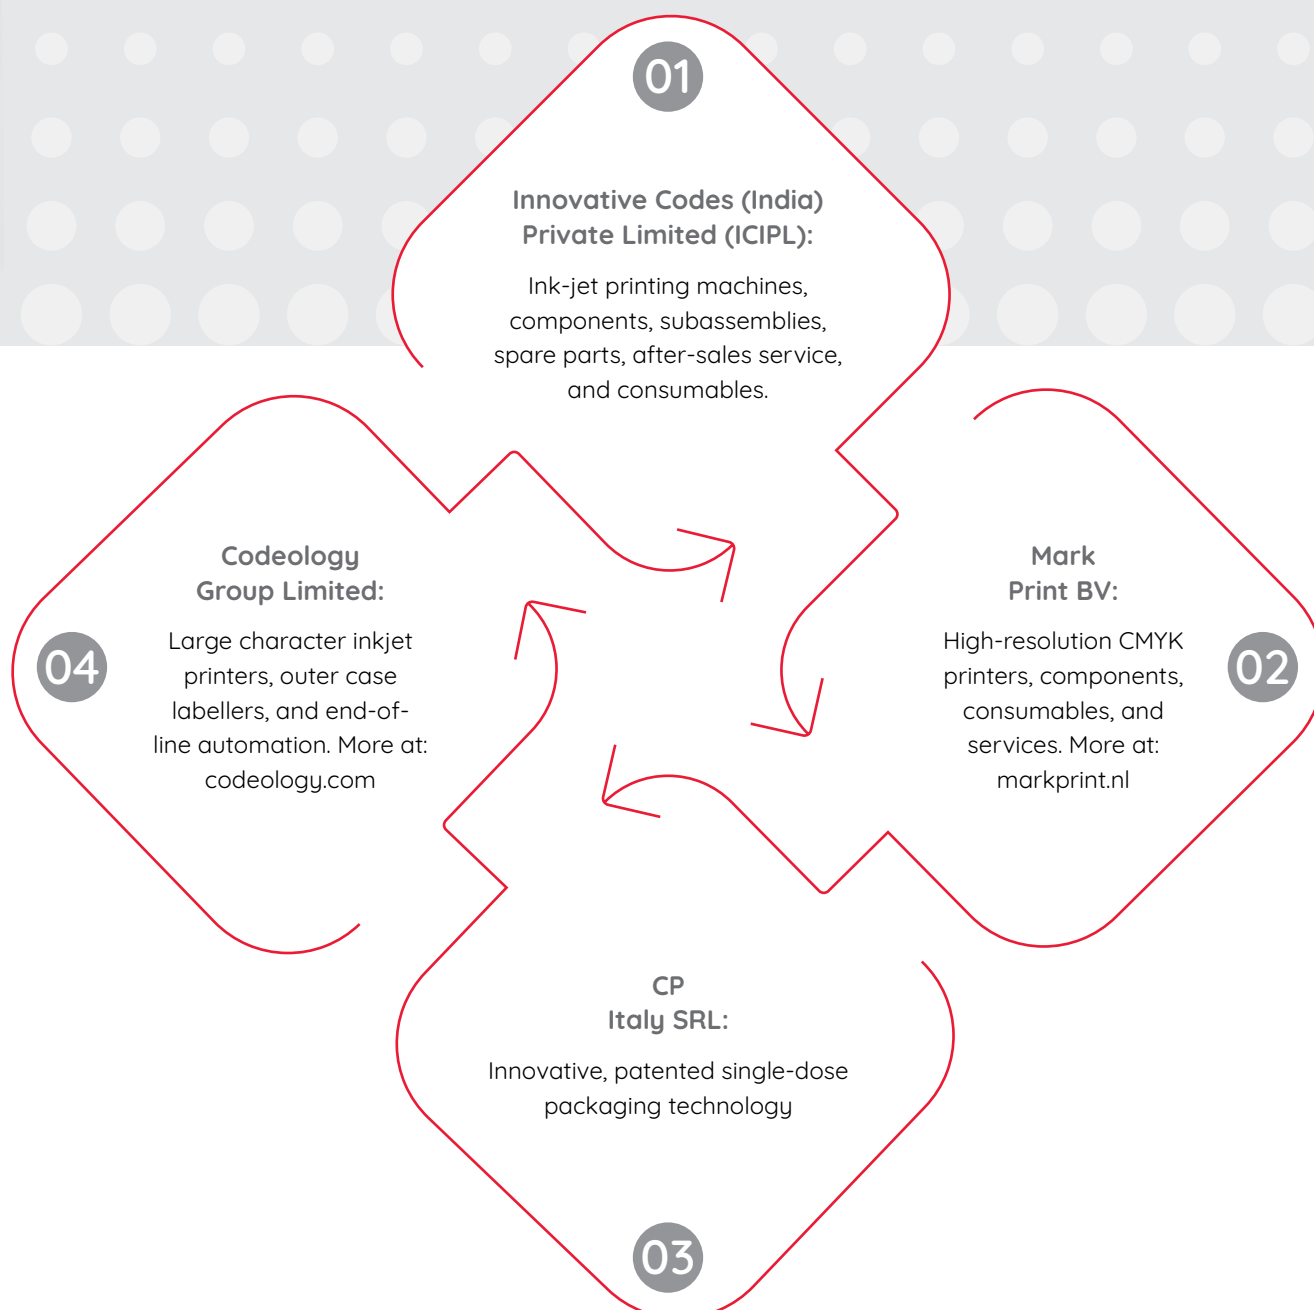 01
Innovative Codes (India)
Private Limited (ICIPL):
Ink-jet printing machines,
components, subassemblies,
spare parts, after-sales service,
and consumables.
Mark
Print BV:
High-resolution CMYK
printers, components,
consumables, and
services. More at:
markprint.nl
02
CP
Italy SRL:
Innovative, patented single-dose
packaging technology
03
Codeology
Group Limited:
Large character inkjet
printers, outer case
labellers, and end-of-
line automation. More at:
codeology.com
04